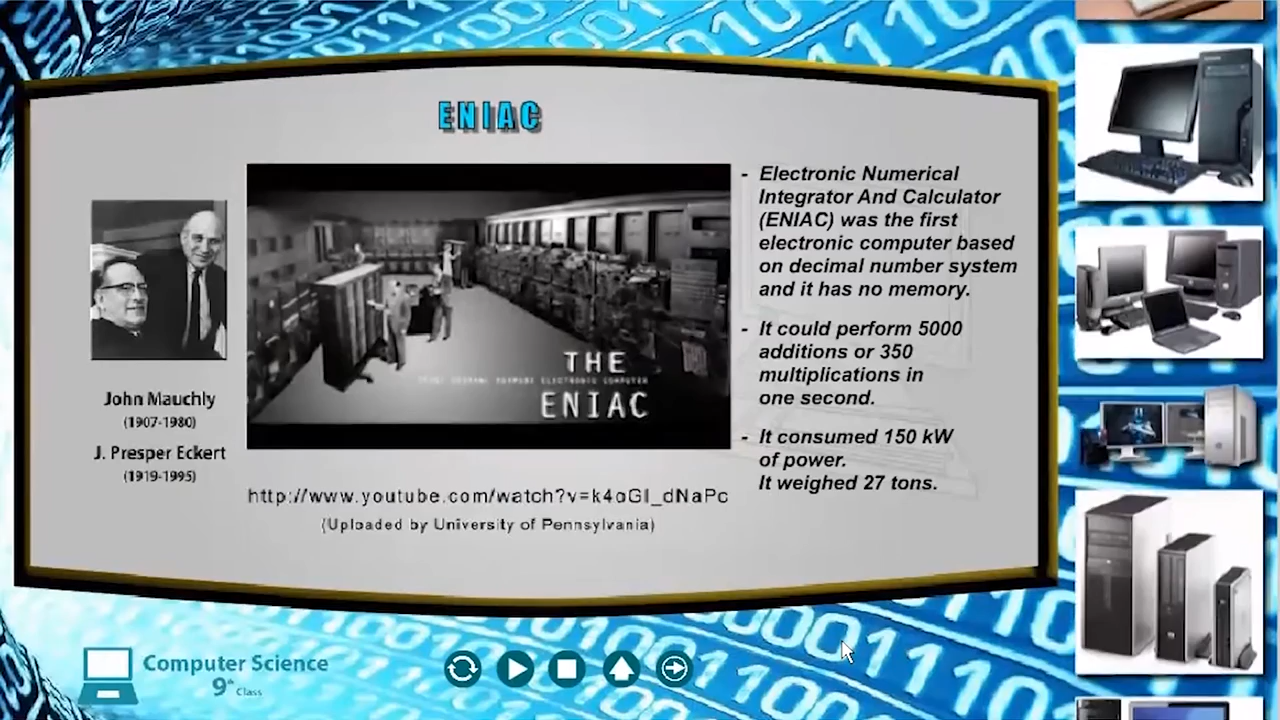 ENIAC
John Mauchly
(1907-1980)
J. Presper Eckert
(1919-1995)
THE
ELECTRONIC COMPUTER
ENIAC
http://www.youtube.com/watch?v=k4oGI_dNaPc
(Uploaded by University of Pennsylvania)
- Electronic Numerical
Integrator And Calculator
(ENIAC) was the first
electronic computer based
on decimal number system
and it has no memory.
- It could perform 5000
additions or 350
multiplications in
one second.
- It consumed 150 kW
of power.
It weighed 27 tons.
Computer Science
9th Class